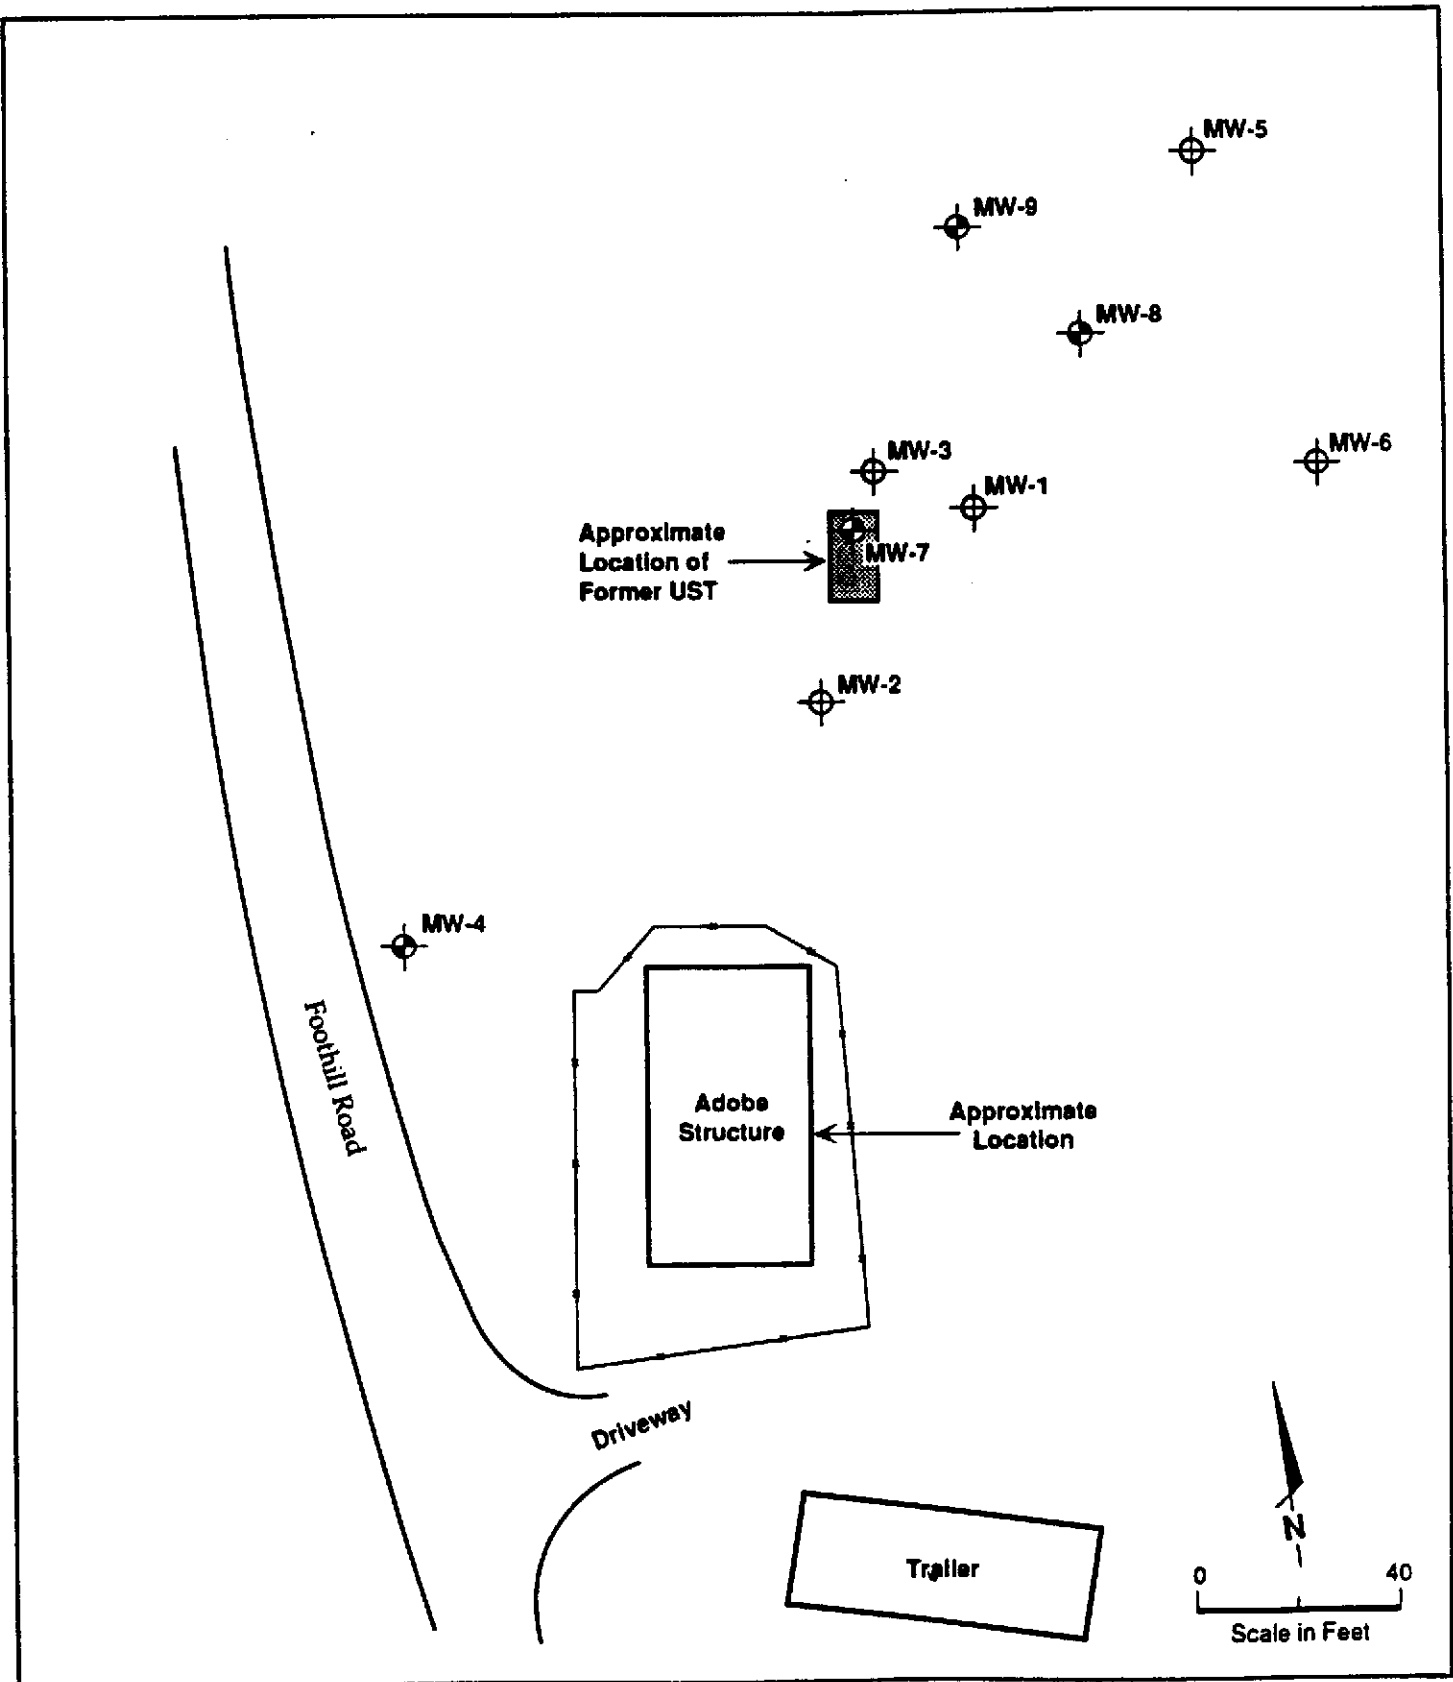 MW-5
MW-9
MW-8
MW-3
MW-6
MW-1
Approximate
Location of
Former UST
MW-7
MW-2
MW-4
Foothill Road
Adobe
Structure
Approximate
Location
Driveway
N
Trailer
0 40
Scale in Feet